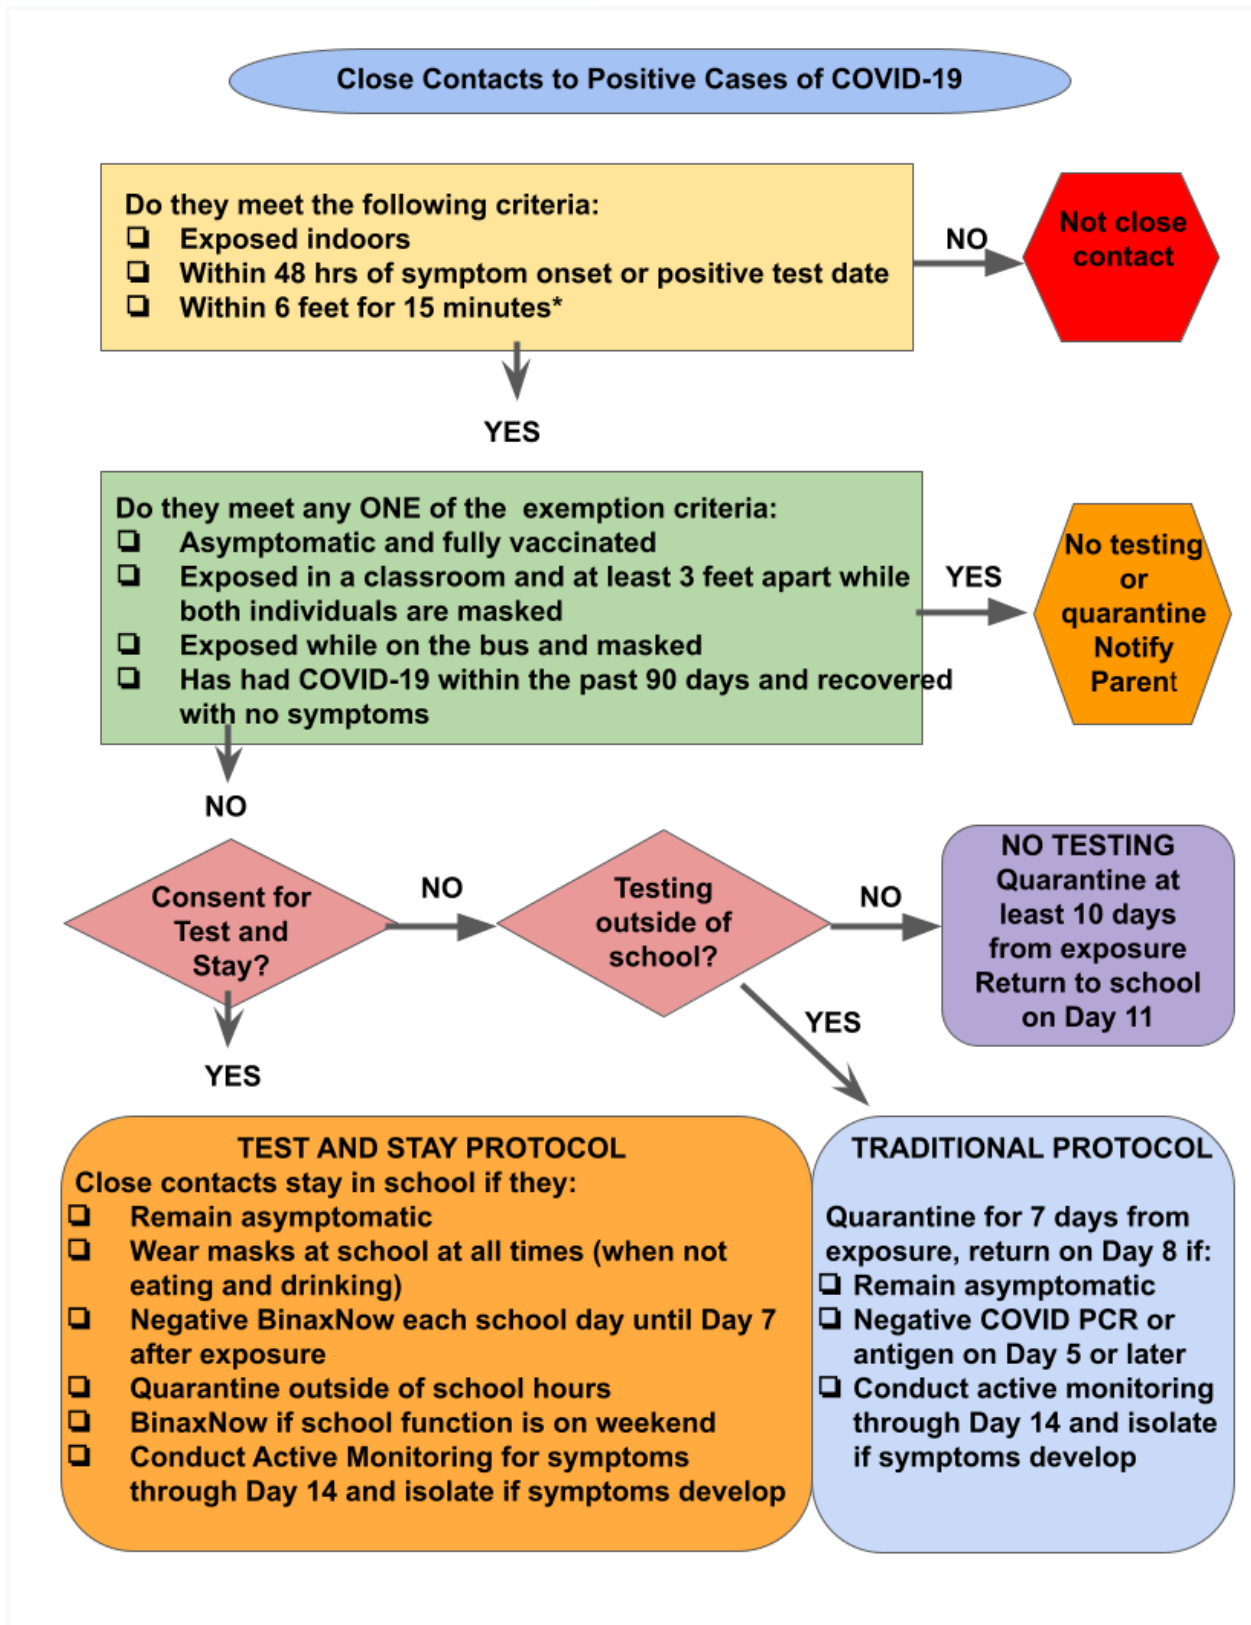 Close Contacts to Positive Cases of COVID-19
Do they meet the following criteria:
❏ Exposed indoors
❏ Within 48 hrs of symptom onset or positive test date
❏ Within 6 feet for 15 minutes*
NO
Not close
contact
YES
Do they meet any ONE of the  exemption criteria:
❏ Asymptomatic and fully vaccinated
❏ Exposed in a classroom and at least 3 feet apart while
both individuals are masked
❏ Exposed while on the bus and masked
❏ Has had COVID-19 within the past 90 days and recovered
with no symptoms
YES
No testing
or
quarantine
Notify
Parent
NO
Consent for
Test and
Stay?
NO
Testing
outside of
school?
NO
NO TESTING
Quarantine at
least 10 days
from exposure
Return to school
on Day 11
YES
YES
TEST AND STAY PROTOCOL
Close contacts stay in school if they:
❏ Remain asymptomatic
❏ Wear masks at school at all times (when not
eating and drinking)
❏ Negative BinaxNow each school day until Day 7
after exposure
❏ Quarantine outside of school hours
❏ BinaxNow if school function is on weekend
❏ Conduct Active Monitoring for symptoms
through Day 14 and isolate if symptoms develop
TRADITIONAL PROTOCOL
Quarantine for 7 days from
exposure, return on Day 8 if:
❏ Remain asymptomatic
❏ Negative COVID PCR or
antigen on Day 5 or later
❏ Conduct active monitoring
through Day 14 and isolate
if symptoms develop